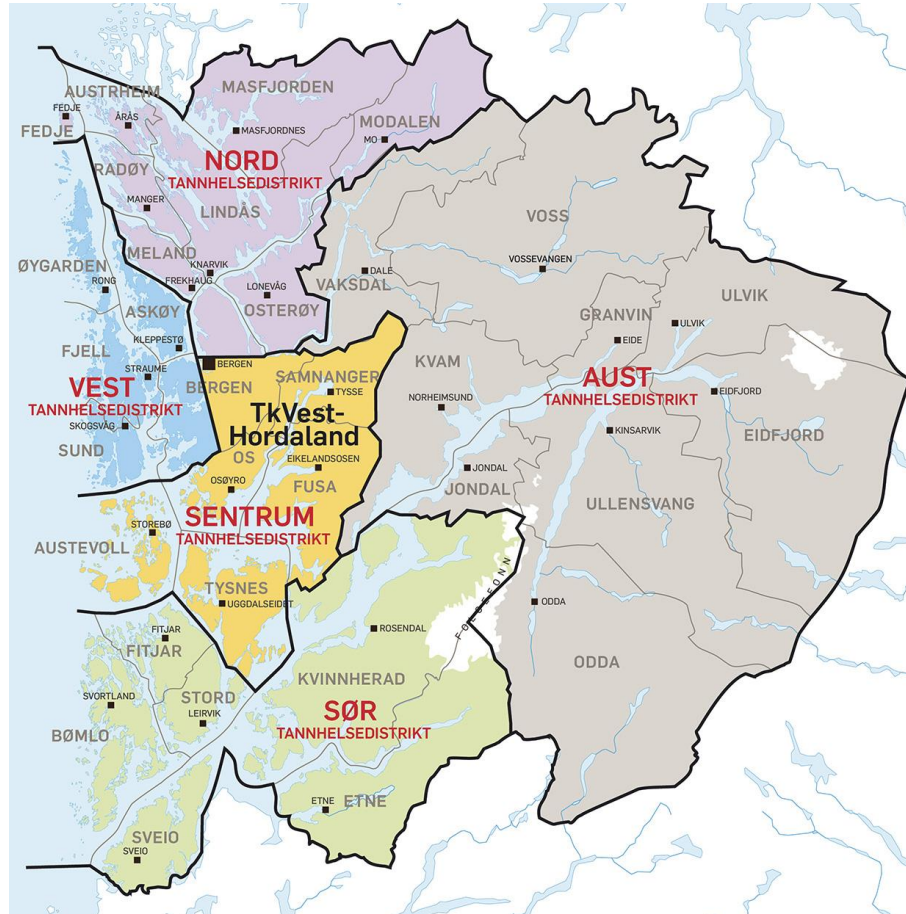 MASFJORDEN
AUSTRHEIM
FEDJE
ÅRÅS
FEDJE
MASFJORDNES
MODALEN
MO
NORD
TANNHELSEDISTRIKT
RADØY
MANGER
LINDÅS
VOSS
MELAND
KNARVIK
FREKHAUG
LONEVÅG
OSTERØY
VOSSEVANGEN
DALE
VAKSDAL
ØYGARDEN
RONG
ASKØY
KLEPPESTØ
ULVIK
GRANVIN
ULVIK
EIDE
FJELL
STRAUME
BERGEN
BERGEN
KVAM
VEST
TANNHELSEDISTRIKT
SAMNANGER
TYSSE
AUST
TANNHELSEDISTRIKT
NORHEIMSUND
EIDFJORD
TkVest-
Hordaland
SKOGSVÅG
SUND
KINSARVIK
EIDFJORD
OS
EIKELANDSOSEN
OSØYRO
FUSA
JONDAL
JONDAL
ULLENSVANG
SENTRUM
TANNHELSEDISTRIKT
STOREBØ
AUSTEVOLL
FOLGEFONN
TYSNES
UGGDALSEIDET
ODDA
FITJAR
FITJAR
ROSENDAL
ODDA
KVINNHERAD
SVORTLAND
STORD
LEIRVIK
BØMLO
SØR
TANNHELSEDISTRIKT
ETNE
ETNE
SVEIO
SVEIO